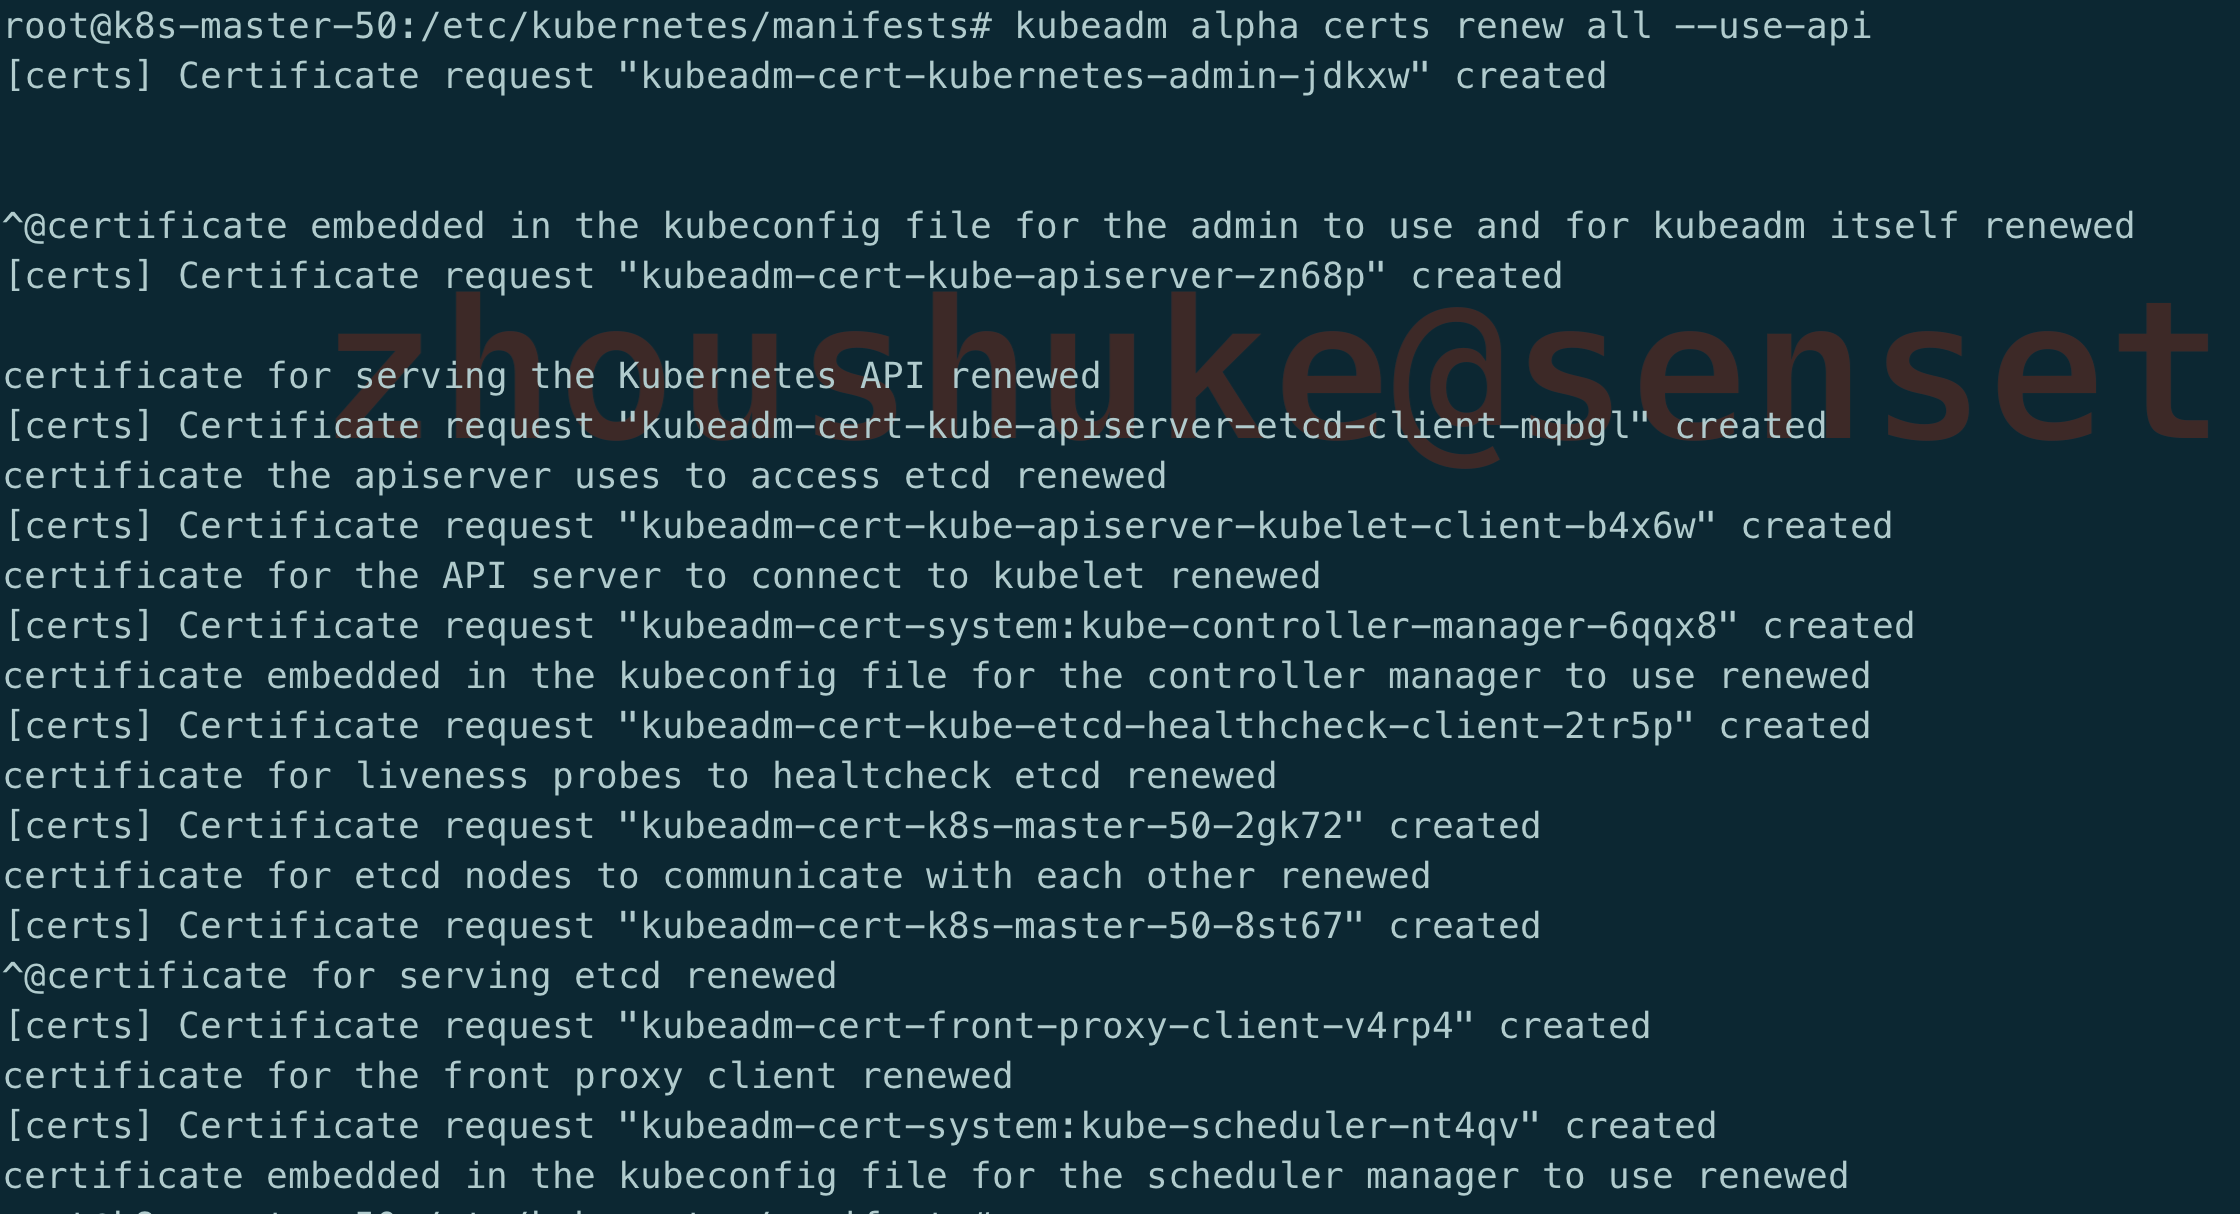 root@k8s-master-50:/etc/kubernetes/manifests# kubeadm alpha certs renew all --use-api
[certs] Certificate request "kubeadm-cert-kubernetes-admin-jdkxw" created
^@certificate embedded in the kubeconfig file for the admin to use and for kubeadm itself renewed
[certs] Certificate request "kubeadm-cert-kube-apiserver-zn68p" created
zhoushuke@senset
certificate for serving the Kubernetes API renewed
[certs] Certificate request "kubeadm-cert-kube-apiserver-etcd-client-mqbgl" created
certificate the apiserver uses to access etcd renewed
[certs] Certificate request "kubeadm-cert-kube-apiserver-kubelet-client-b4x6w" created
certificate for the API server to connect to kubelet renewed
[certs] Certificate request "kubeadm-cert-system:kube-controller-manager-6qqx8" created
certificate embedded in the kubeconfig file for the controller manager to use renewed
[certs] Certificate request "kubeadm-cert-kube-etcd-healthcheck-client-2tr5p" created
certificate for liveness probes to healtcheck etcd renewed
[certs] Certificate request "kubeadm-cert-k8s-master-50-2gk72" created
certificate for etcd nodes to communicate with each other renewed
[certs] Certificate request "kubeadm-cert-k8s-master-50-8st67" created
^@certificate for serving etcd renewed
[certs] Certificate request "kubeadm-cert-front-proxy-client-v4rp4" created
certificate for the front proxy client renewed
[certs] Certificate request "kubeadm-cert-system:kube-scheduler-nt4qv" created
certificate embedded in the kubeconfig file for the scheduler manager to use renewed